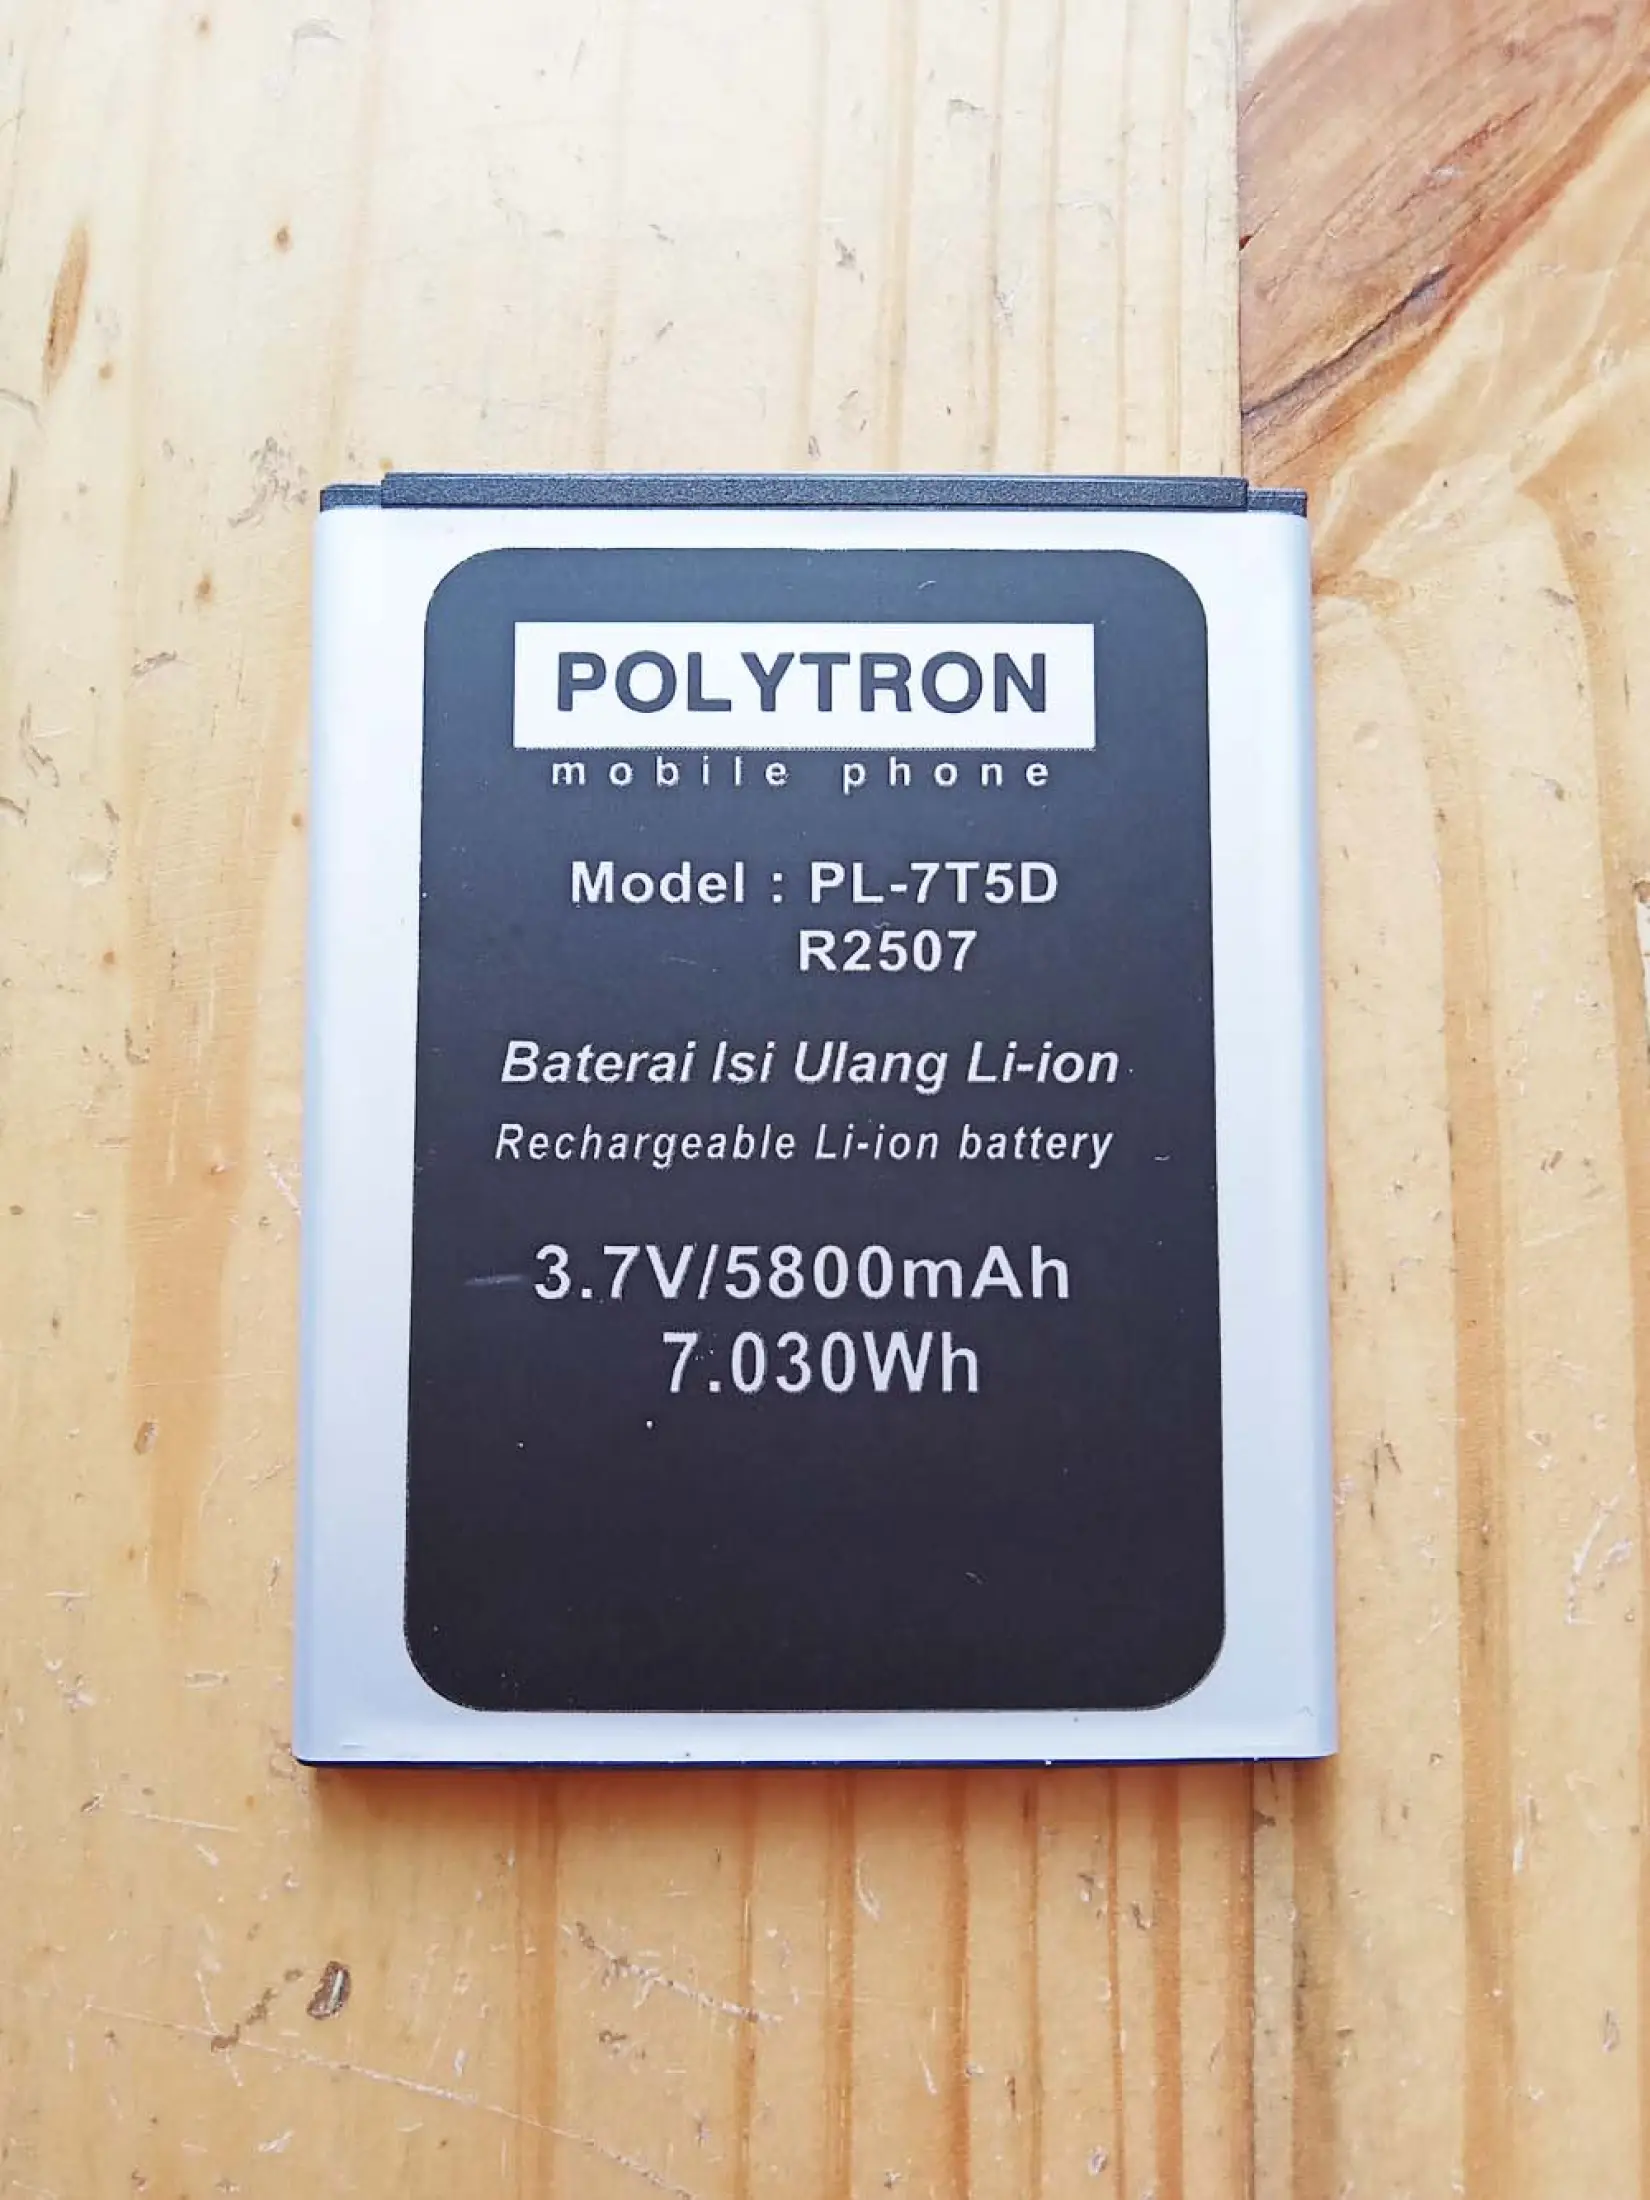 POLYTRON
mobile phone
Model : PL-7T5D
R2507
Baterai Isi Ulang Li-ion
Rechargeable Li-ion battery
3.7V/5800mAh
7.030Wh